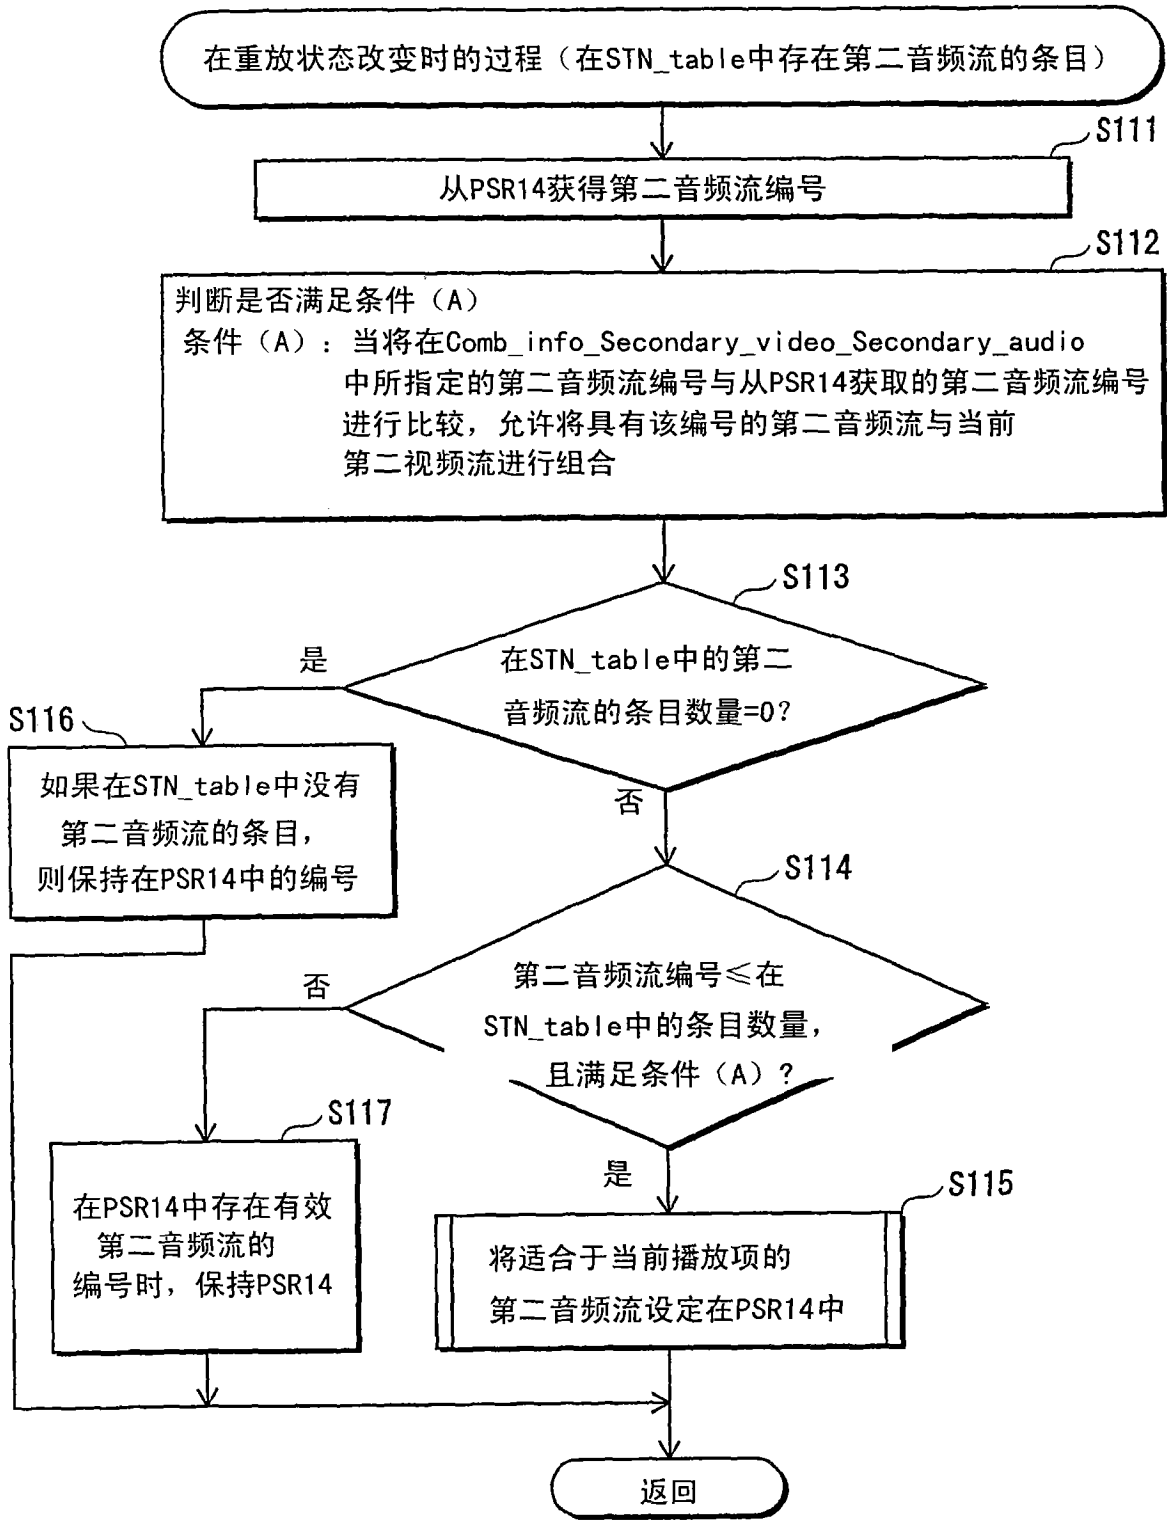 在重放状态改变时的过程（在STN_table中存在第二音频流的条目）
S111
从PSR14获得第二音频流编号
S112
判断是否满足条件（A）
条件（A）：当将在Comb_info_Secondary_video_Secondary_audio
中所指定的第二音频流编号与从PSR14获取的第二音频流编号
进行比较，允许将具有该编号的第二音频流与当前
第二视频流进行组合
S113
在STN_table中的第二
音频流的条目数量=0?
是
否
S116
如果在STN_table中没有
第二音频流的条目，
则保持在PSR14中的编号
S114
第二音频流编号≤在
STN_table中的条目数量，
且满足条件（A）?
否
是
S117
在PSR14中存在有效
第二音频流的
编号时，保持PSR14
S115
将适合于当前播放项的
第二音频流设定在PSR14中
返回